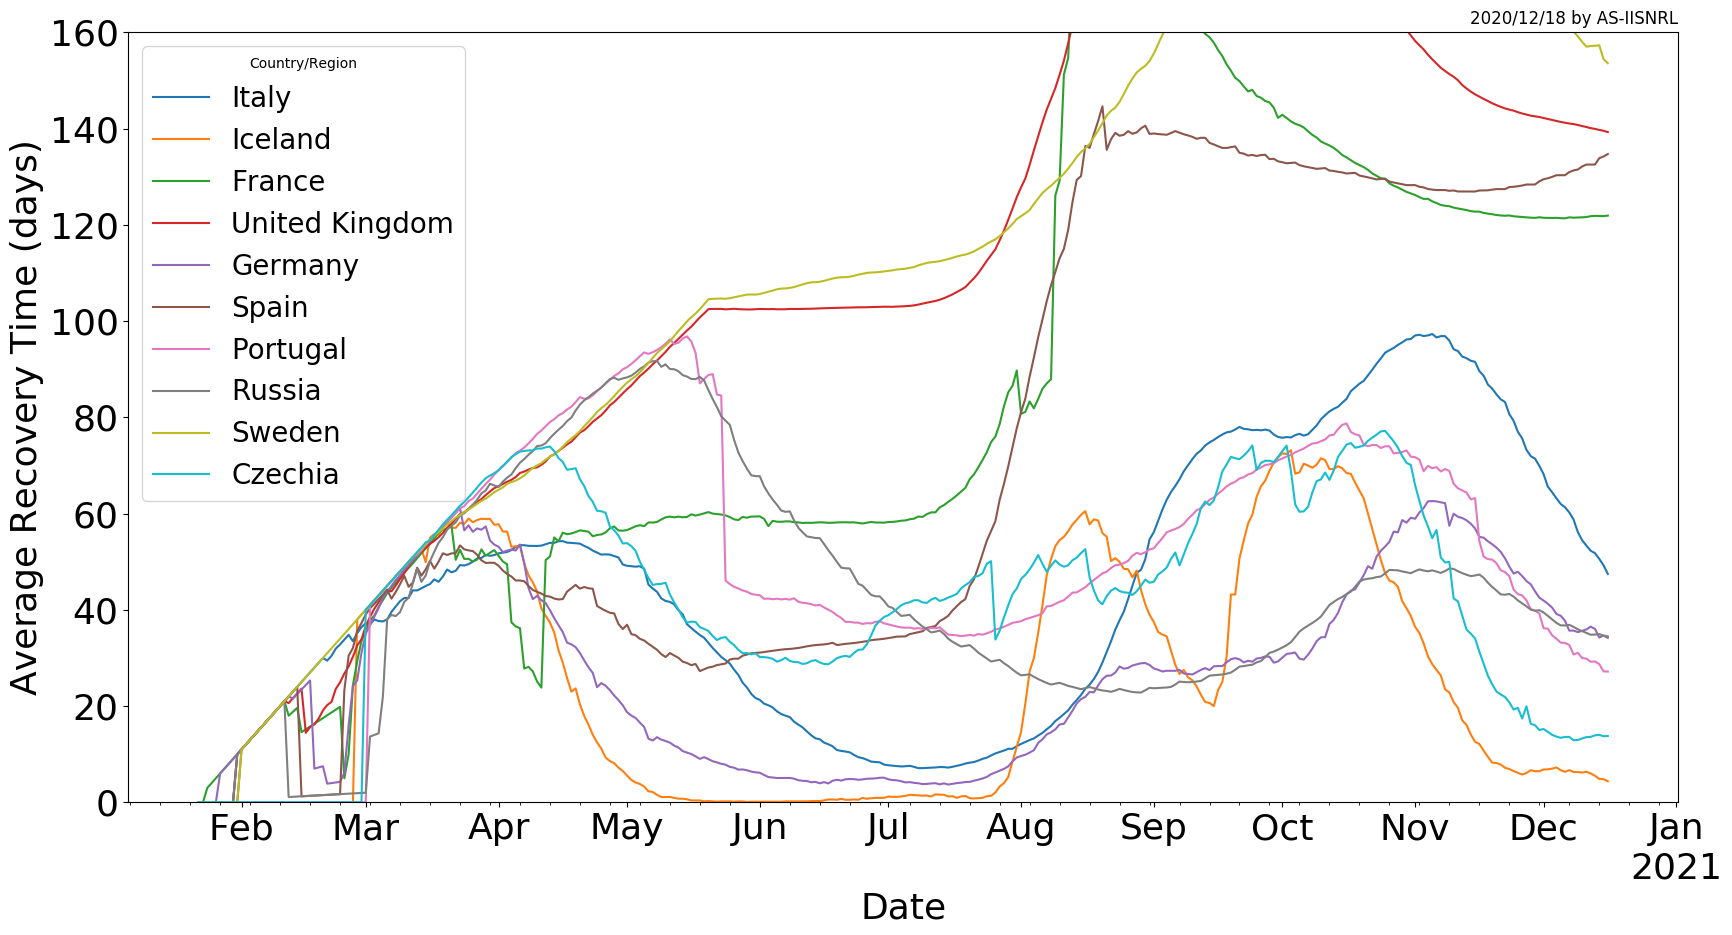 2020/12/18 by AS-IISNRL
160
140
120
100
80
60
40
20
0
Average Recovery Time (days)
Country/Region
Italy
Iceland
France
United Kingdom
Germany
Spain
Portugal
Russia
Sweden
Czechia
Feb Mar Apr May Jun Jul Aug Sep Oct Nov Dec Jan
2021
Date